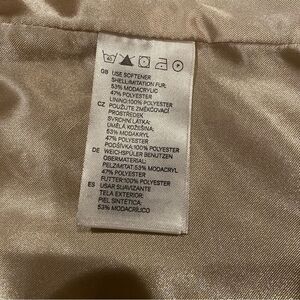 40
GB USE SOFTENER
SHELL:IMITATION FUR:
53% MODACRYLIC
47% POLYESTER
LINING:100% POLYESTER
CZ POUŽIJTE ZMĚKČOVACÍ
PROSTŘEDEK
SVRCHNÍ LÁTKA:
UMĚLÁ KOŽEŠINA:
53% MODAKRYL
47% POLYESTER
PODŠÍVKA:100% POLYESTER
DE WEICHSPÜLER BENUTZEN
OBERMATERIAL:
PELZIMITAT:53% MODACRYL
47% POLYESTER
FUTTER:100% POLYESTER
ES USAR SUAVIZANTE
TELA EXTERIOR:
PIEL SINTÉTICA:
53% MODACRÍLICO